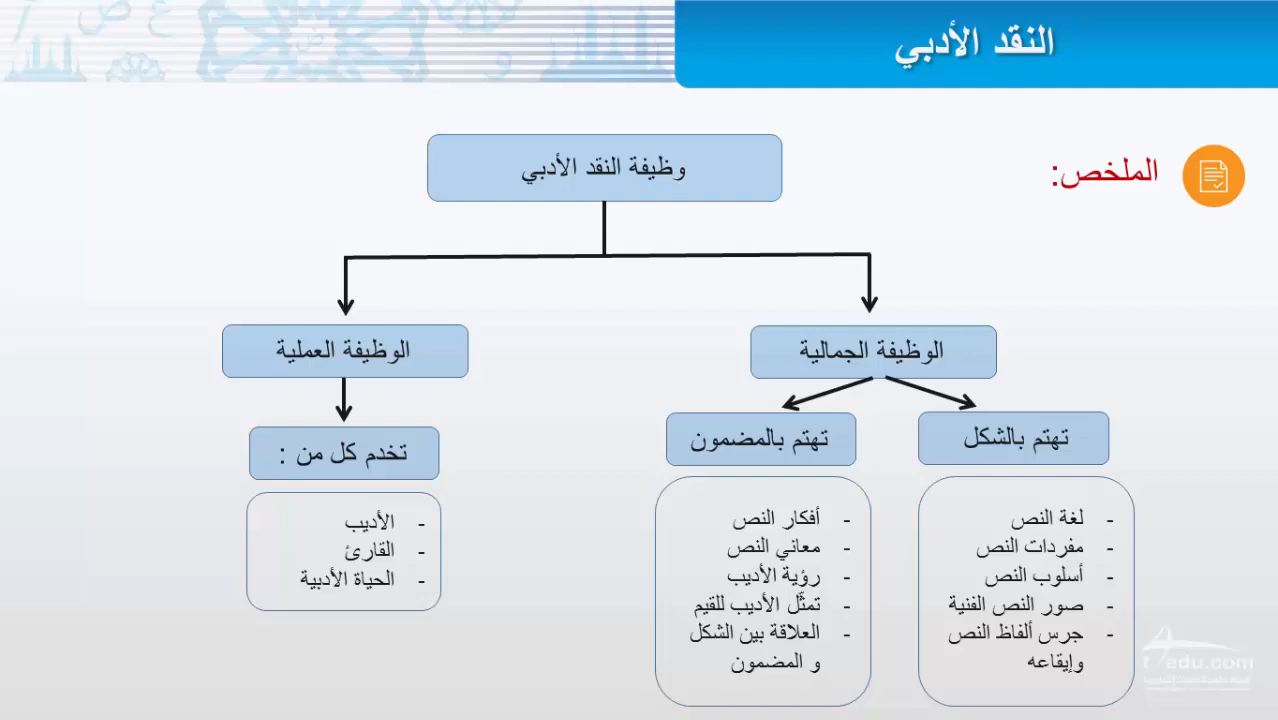 النقد الأدبي
الملخص:
وظيفة النقد الأدبي
الوظيفة الجمالية
الوظيفة العملية
تهتم بالشكل
- لغة النص
- مفردات النص
- أسلوب النص
- صور النص الفنية
- جرس ألفاظ النص
وإيقاعه
تهتم بالمضمون
- أفكار النص
- معاني النص
- رؤية الأديب
- تمثّل الأديب للقيم
- العلاقة بين الشكل
و المضمون
تخدم كل من :
- الأديب
- القارئ
- الحياة الأدبية
t4edu.com